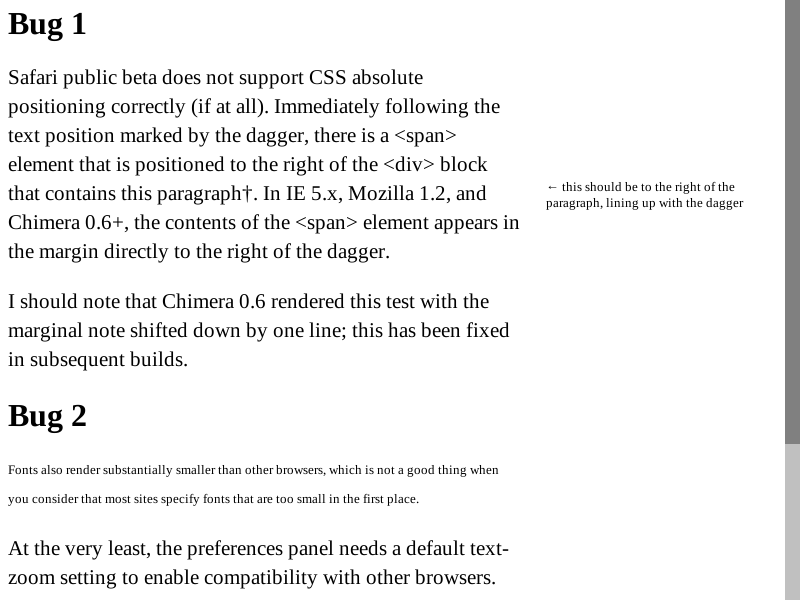 Bug 1
Safari public beta does not support CSS absolute
positioning correctly (if at all). Immediately following the
text position marked by the dagger, there is a <span>
element that is positioned to the right of the <div> block
that contains this paragraph†. In IE 5.x, Mozilla 1.2, and
Chimera 0.6+, the contents of the <span> element appears in
the margin directly to the right of the dagger.
← this should be to the right of the
paragraph, lining up with the dagger
I should note that Chimera 0.6 rendered this test with the
marginal note shifted down by one line; this has been fixed
in subsequent builds.
Bug 2
Fonts also render substantially smaller than other browsers, which is not a good thing when
you consider that most sites specify fonts that are too small in the first place.
At the very least, the preferences panel needs a default text-
zoom setting to enable compatibility with other browsers.